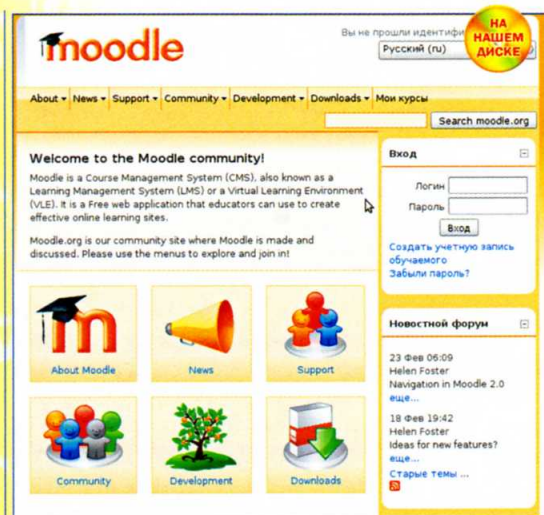 moodle
Вы не прошли идентифи
НА
НАШЕМ
ДИСКЕ
Русский (ru)
About News Support Community Development Downloads Мои курсы
Search moodle.org
Welcome to the Moodle community!
Moodle is a Course Management System (CMS), also known as a
Learning Management System (LMS) or a Virtual Learning Environment
(VLE). It is a Free web application that educators can use to create
effective online learning sites.
Moodle.org is our community site where Moodle is made and
discussed. Please use the menus to explore and join in!
m
About Moodle
News
Support
Community
Development
Downloads
Вход
Логин
Пароль
Вход
Создать учетную запись
обучаемого
Забыли пароль?
Новостной форум
23 Фев 06:09
Helen Foster
Navigation in Moodle 2.0
еще...
18 Фев 19:42
Helen Foster
Ideas for new features?
еще...
Старые темы ...